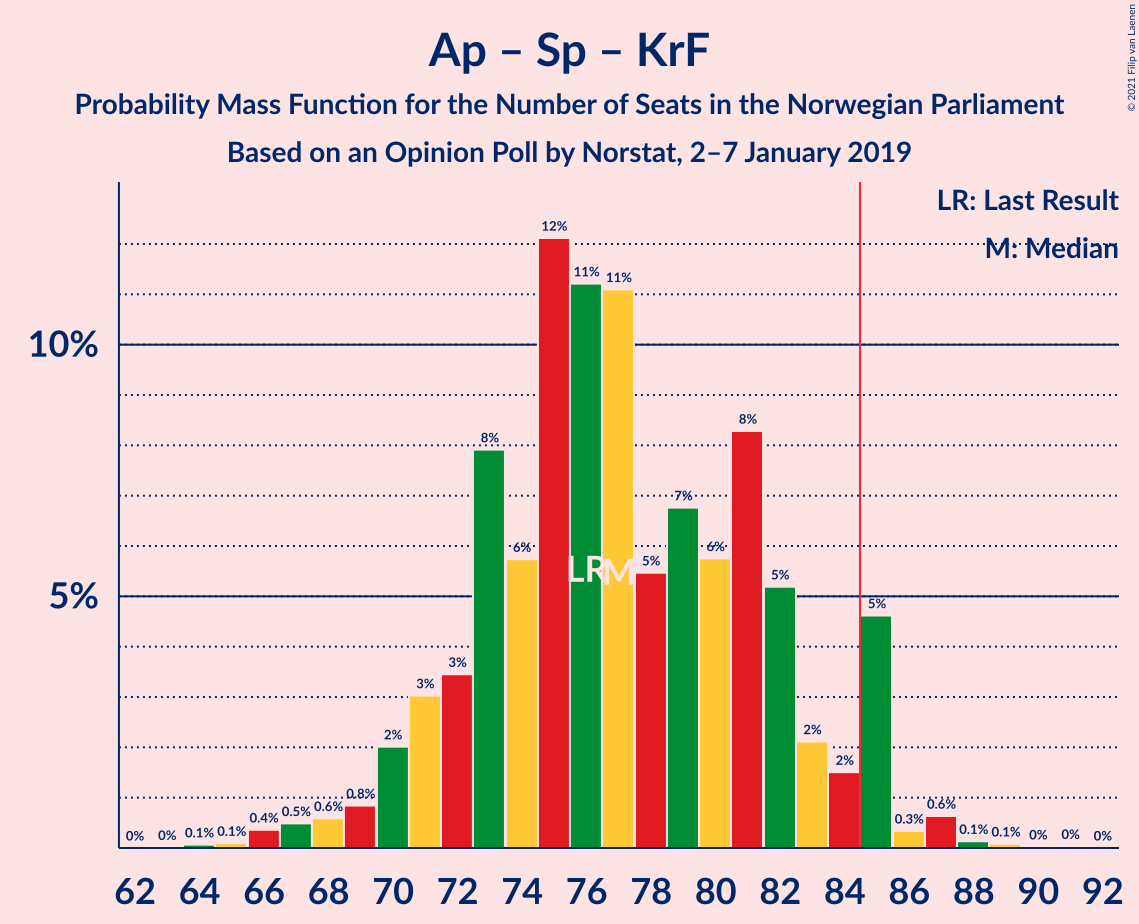 Ap – Sp – KrF
Probability Mass Function for the Number of Seats in the Norwegian Parliament
Based on an Opinion Poll by Norstat, 2–7 January 2019
© 2021 Filip van Laenen
LR: Last Result
M: Median
10%
5%
0% 0% 0.1% 0.1% 0.4% 0.5% 0.6% 0.8% 2% 3% 3% 8% 6% 12% 11% 11% 5% 7% 6% 8% 5% 2% 2% 5% 0.3% 0.6% 0.1% 0.1% 0% 0% 0%
LR M
62 64 66 68 70 72 74 76 78 80 82 84 86 88 90 92